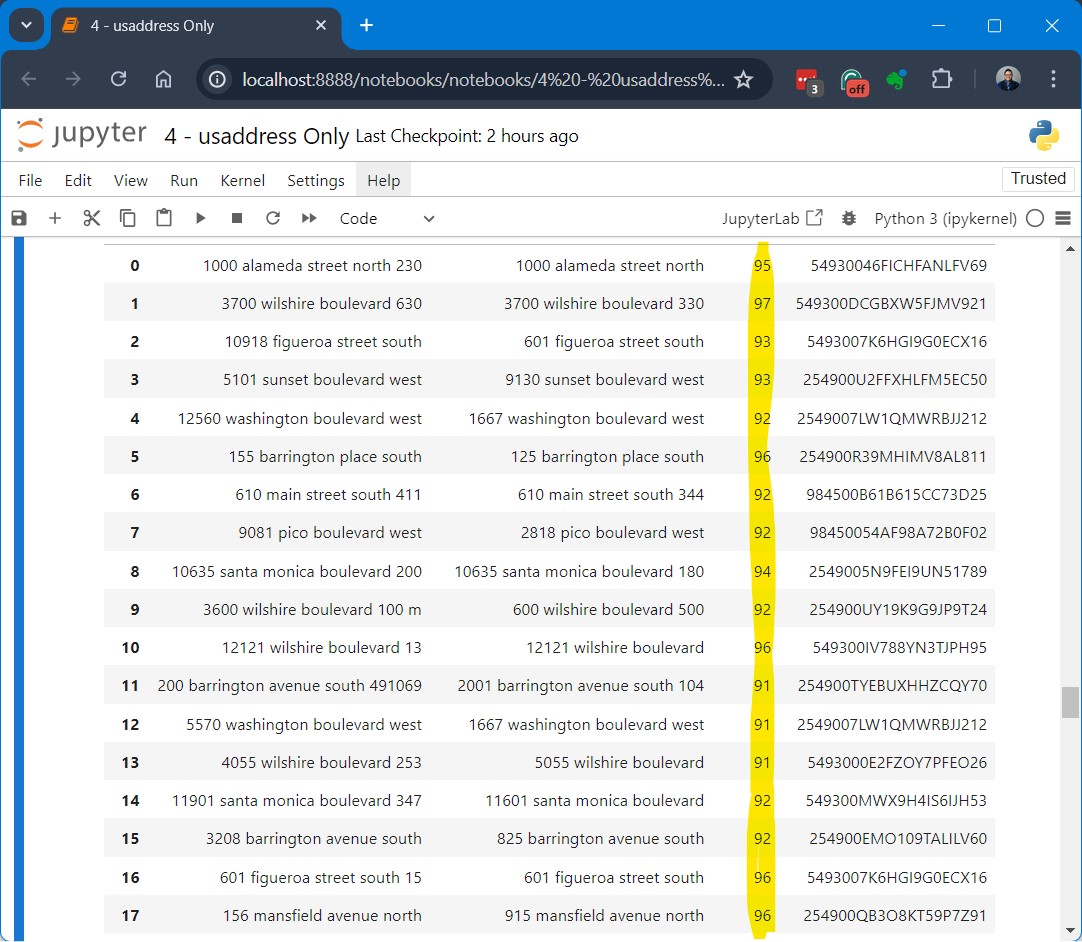 4 - usaddress Only
localhost:8888/notebooks/notebooks/4%20-%20usaddress%...
3
off
jupyter 4 - usaddress Only Last Checkpoint: 2 hours ago
File Edit View Run Kernel Settings Help Trusted
Code JupyterLab Python 3 (ipykernel)
0 1000 alameda street north 230 1000 alameda street north 95 54930046FICHFANLFV69
1 3700 wilshire boulevard 630 3700 wilshire boulevard 330 97 549300DCGBXW5FJMV921
2 10918 figueroa street south 601 figueroa street south 93 5493007K6HGI9G0ECX16
3 5101 sunset boulevard west 9130 sunset boulevard west 93 254900U2FFXHLFM5EC50
4 12560 washington boulevard west 1667 washington boulevard west 92 2549007LW1QMWRBJJ212
5 155 barrington place south 125 barrington place south 96 254900R39MHIMV8AL811
6 610 main street south 411 610 main street south 344 92 984500B61B615CC73D25
7 9081 pico boulevard west 2818 pico boulevard west 92 98450054AF98A72B0F02
8 10635 santa monica boulevard 200 10635 santa monica boulevard 180 94 2549005N9FEI9UN51789
9 3600 wilshire boulevard 100 m 600 wilshire boulevard 500 92 254900UY19K9G9JP9T24
10 12121 wilshire boulevard 13 12121 wilshire boulevard 96 549300IV788YN3TJPH95
11 200 barrington avenue south 491069 2001 barrington avenue south 104 91 254900TYEBUXHHZCQY70
12 5570 washington boulevard west 1667 washington boulevard west 91 2549007LW1QMWRBJJ212
13 4055 wilshire boulevard 253 5055 wilshire boulevard 91 5493000E2FZOY7PFEO26
14 11901 santa monica boulevard 347 11601 santa monica boulevard 92 549300MWX9H4IS6IJH53
15 3208 barrington avenue south 825 barrington avenue south 92 254900EMO109TALILV60
16 601 figueroa street south 15 601 figueroa street south 96 5493007K6HGI9G0ECX16
17 156 mansfield avenue north 915 mansfield avenue north 96 254900QB3O8KT59P7Z91